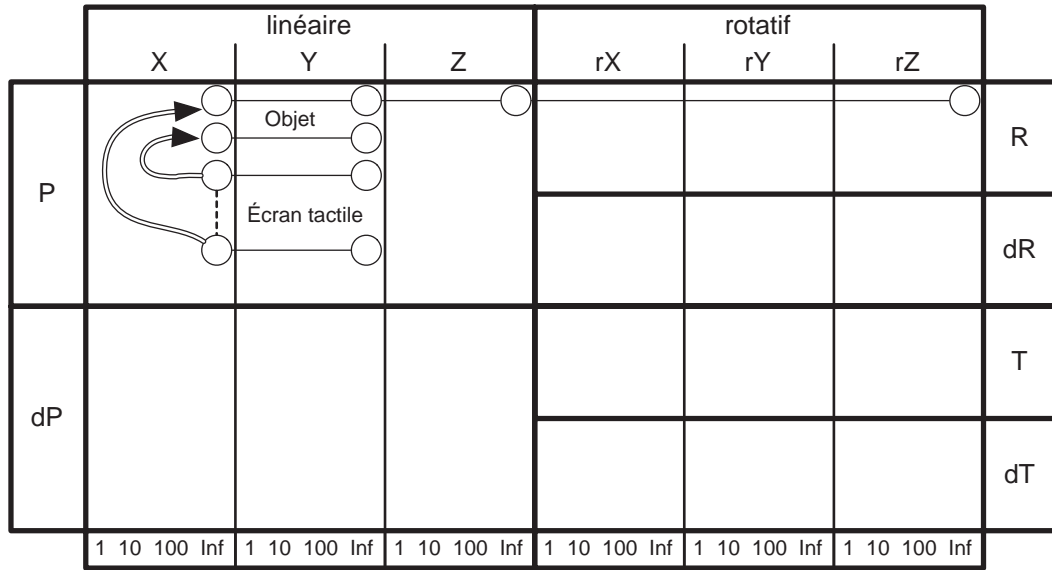 linéaire rotatif
X Y Z rX rY rZ
Objet
R
P
Écran tactile
dR
T
dP
dT
1 10 100 Inf 1 10 100 Inf 1 10 100 Inf 1 10 100 Inf 1 10 100 Inf 1 10 100 Inf